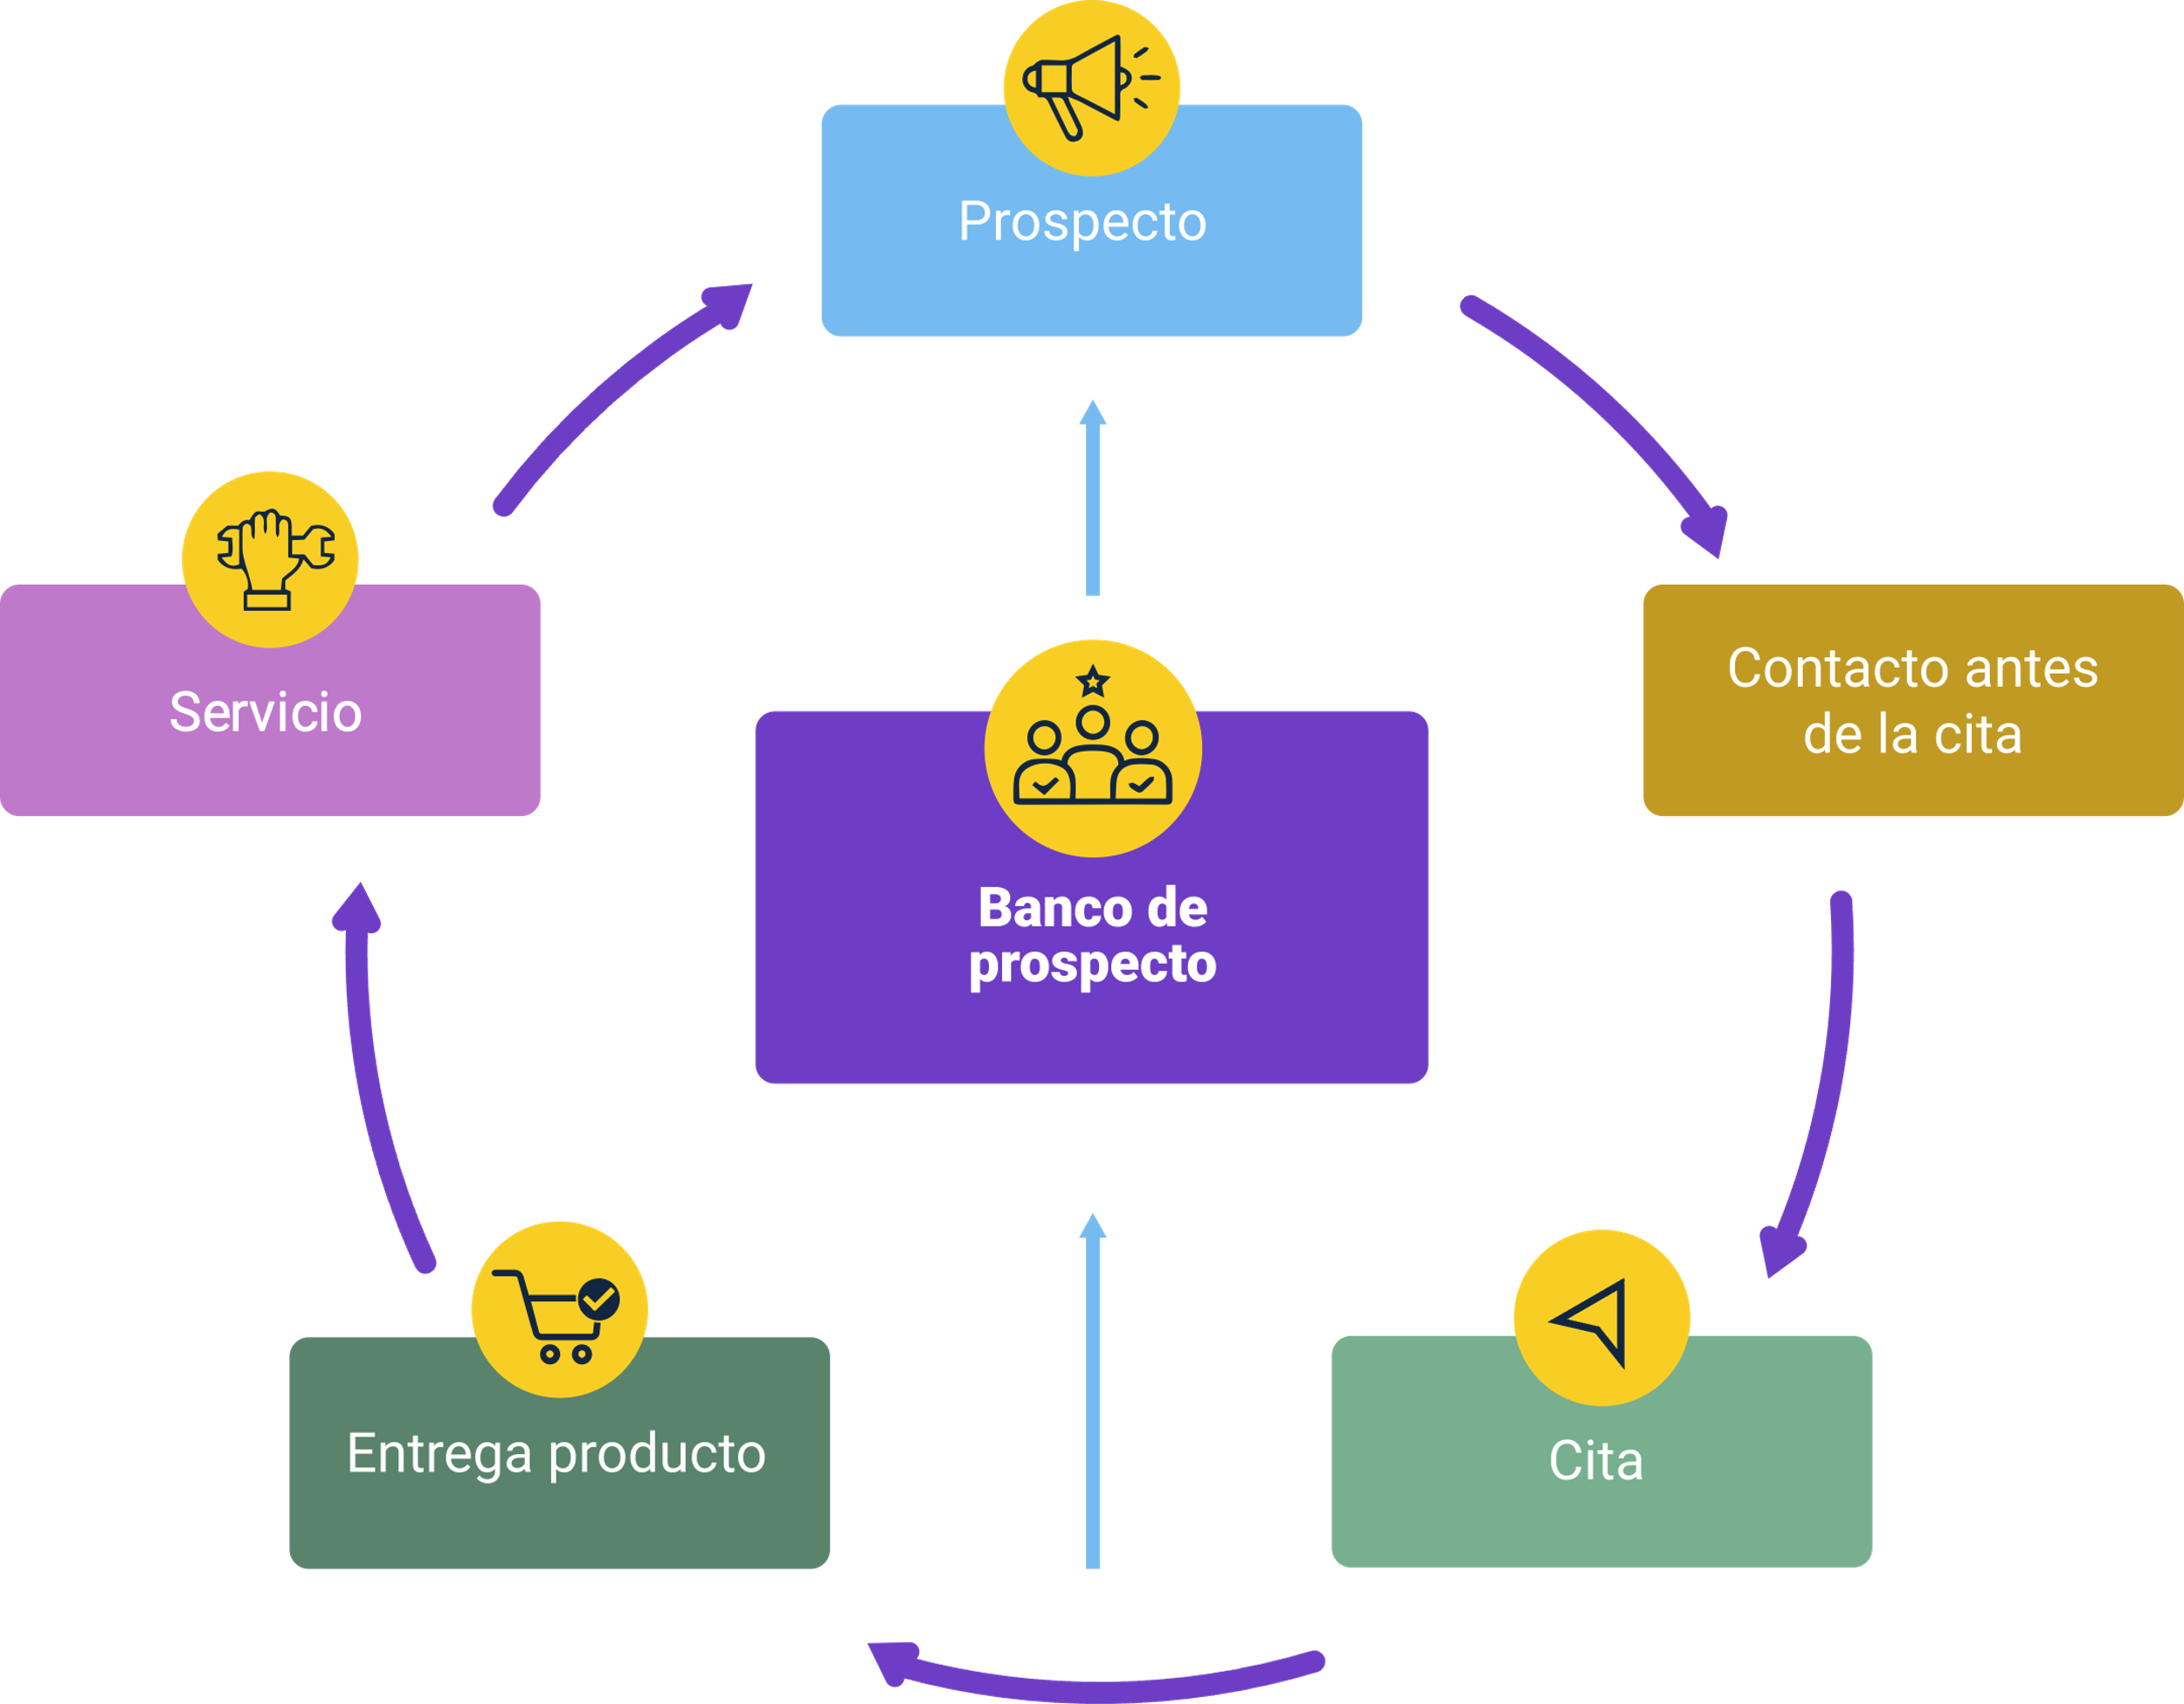 Prospecto
Servicio
Contacto antes
de la cita
Banco de
prospecto
Entrega producto
Cita